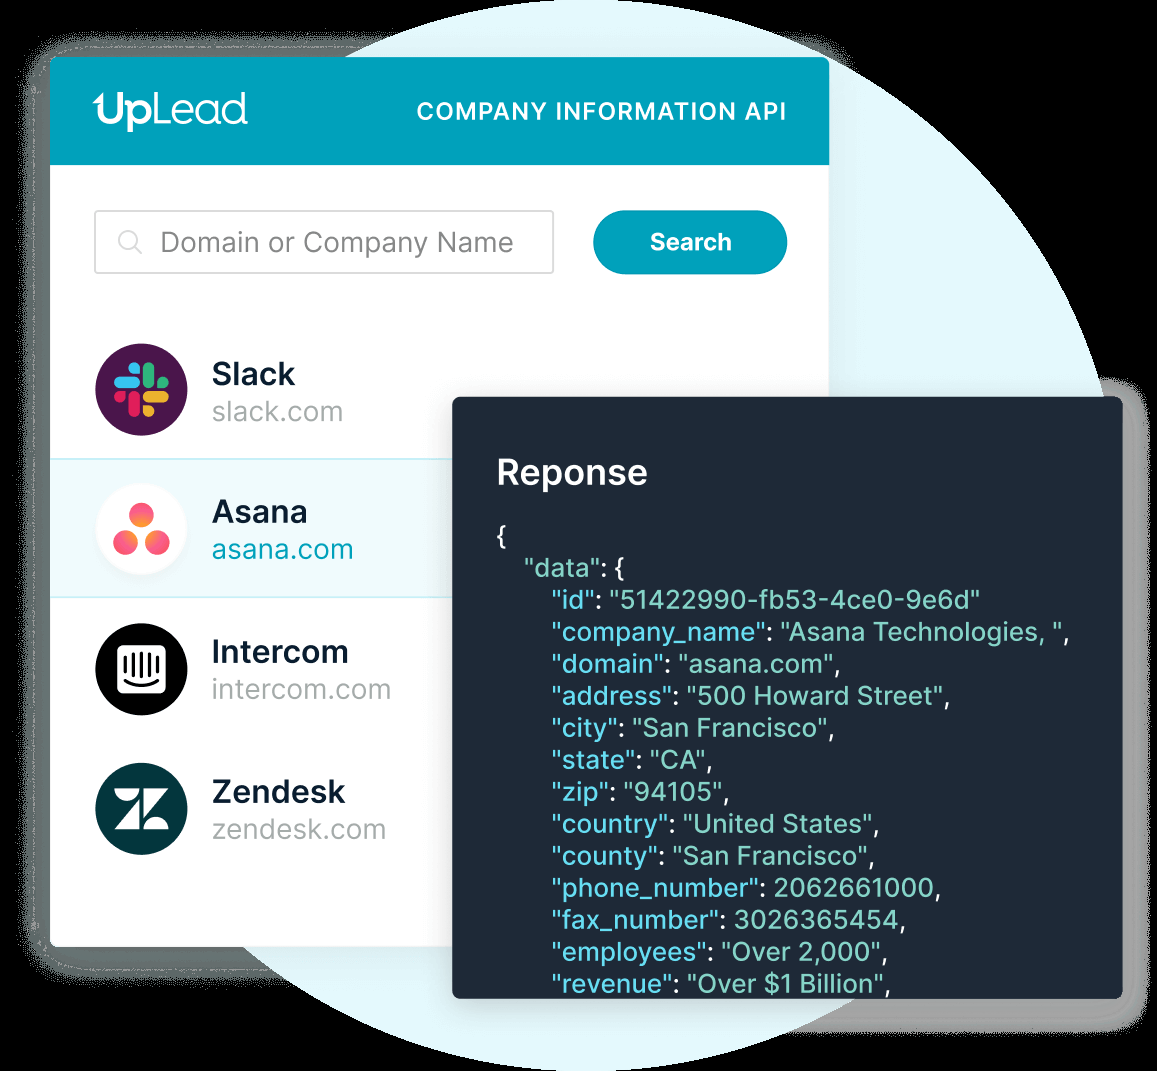 UpLead
COMPANY INFORMATION API
Domain or Company Name
Search
Slack
slack.com
Asana
asana.com
Intercom
intercom.com
Zendesk
zendesk.com
Reponse
{
"data": {
"id": "51422990-fb53-4ce0-9e6d"
"company_name": "Asana Technologies, ",
"domain": "asana.com",
"address": "500 Howard Street",
"city": "San Francisco",
"state": "CA",
"zip": "94105",
"country": "United States",
"county": "San Francisco",
"phone_number": 2062661000,
"fax_number": 3026365454,
"employees": "Over 2,000",
"revenue": "Over $1 Billion",